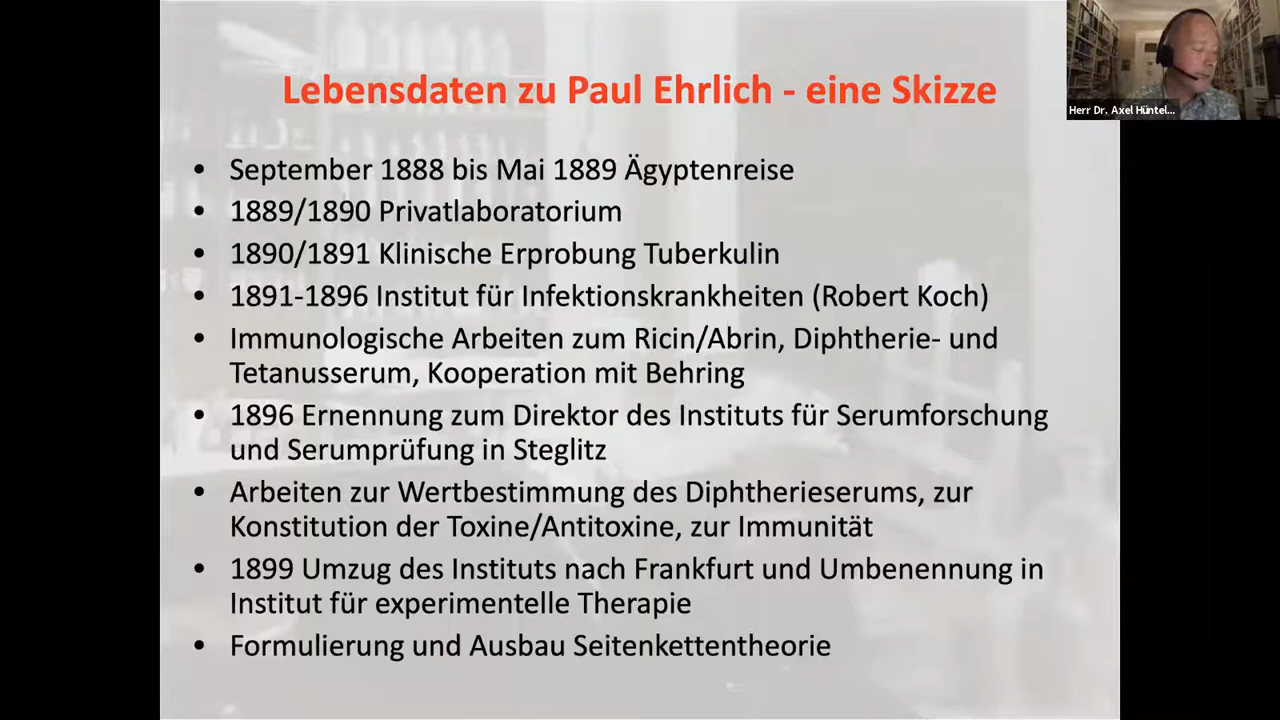 Lebensdaten zu Paul Ehrlich - eine Skizze
Herr Dr. Axel Hüntel...
• September 1888 bis Mai 1889 Ägyptenreise
• 1889/1890 Privatlaboratorium
• 1890/1891 Klinische Erprobung Tuberkulin
• 1891-1896 Institut für Infektionskrankheiten (Robert Koch)
• Immunologische Arbeiten zum Ricin/Abrin, Diphtherie- und
Tetanusserum, Kooperation mit Behring
• 1896 Ernennung zum Direktor des Instituts für Serumforschung
und Serumprüfung in Steglitz
• Arbeiten zur Wertbestimmung des Diphtherieserums, zur
Konstitution der Toxine/Antitoxine, zur Immunität
• 1899 Umzug des Instituts nach Frankfurt und Umbenennung in
Institut für experimentelle Therapie
• Formulierung und Ausbau Seitenkettentheorie